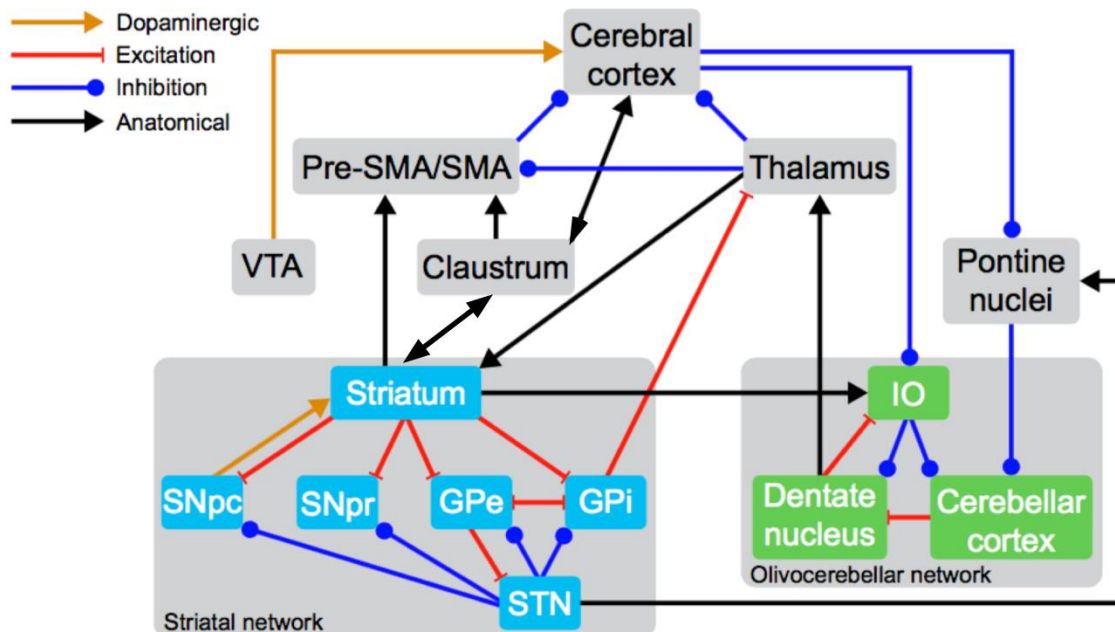 Dopaminergic
Excitation
Inhibition
Anatomical
Cerebral
cortex
Pre-SMA/SMA
Thalamus
VTA
Claustrum
Pontine
nuclei
Striatum
IO
SNpc
SNpr
GPe
GPi
Dentate
nucleus
Cerebellar
cortex
STN
Olivocerebellar network
Striatal network